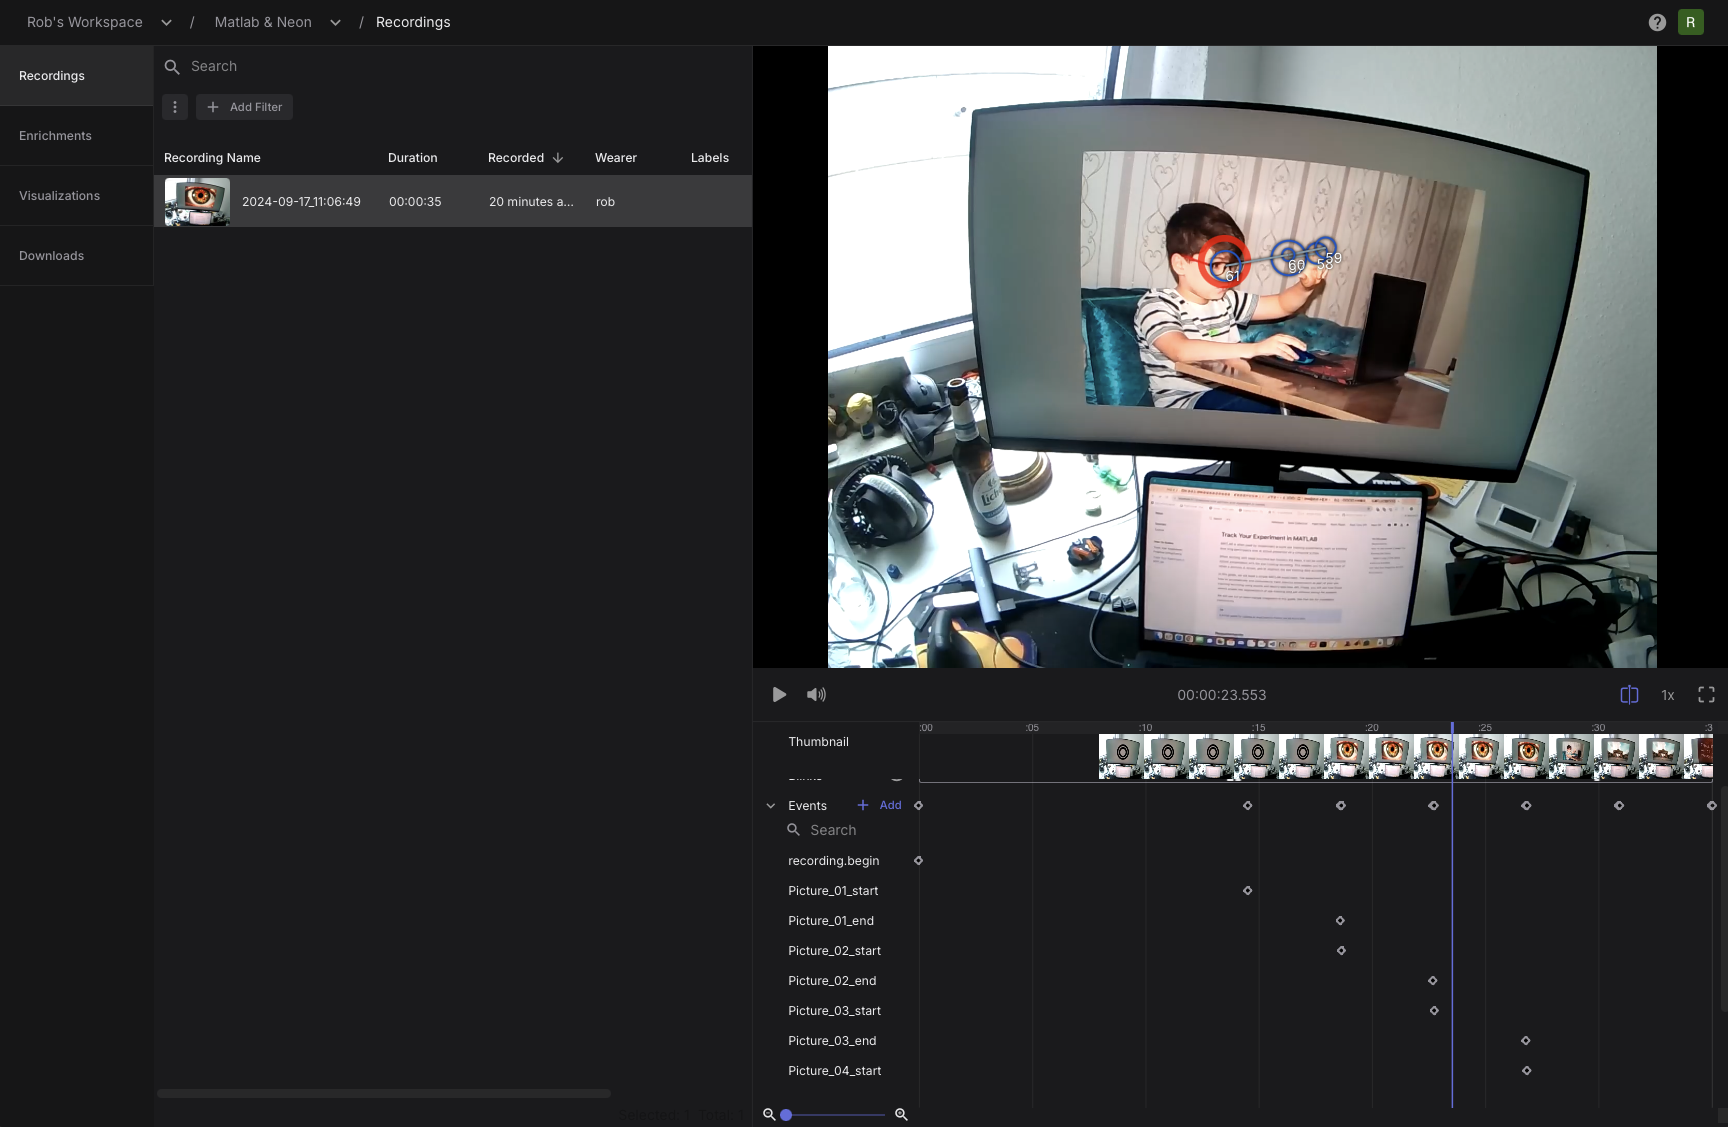 Rob's Workspace / Matlab & Neon / Recordings
R
Recordings
Enrichments
Visualizations
Downloads
Search
Add Filter
Recording Name Duration Recorded Wearer Labels
2024-09-17_11:06:49 00:00:35 20 minutes a... rob
61
60
58
59
Track Your Experiment in MATLAB
00:00:23.553
1x
:00 :05 :10 :15 :20 :25 :30 :3
Thumbnail
Events + Add
Search
recording.begin
Picture_01_start
Picture_01_end
Picture_02_start
Picture_02_end
Picture_03_start
Picture_03_end
Picture_04_start